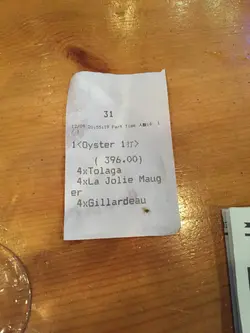 31
1<Oyster 1打>
( 396.00)
4xTolaga
4xLa Jolie Maug
er
4xGillardeau